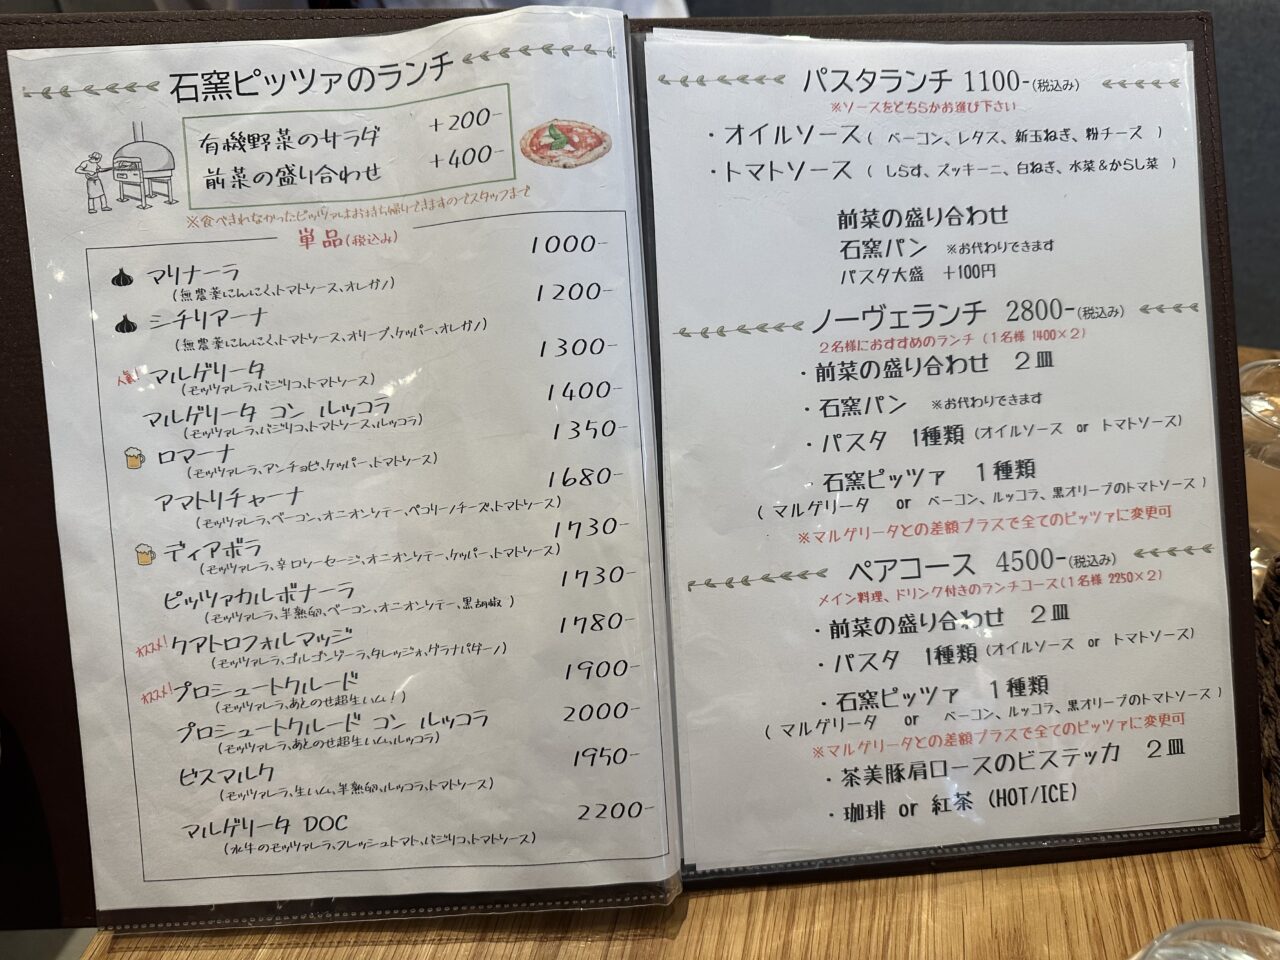 石窯ピッツァのランチ
有機野菜のサラダ +200-
前菜の盛り合わせ +400-
※食べきれなかったピッツァはお持ち帰りできますのでスタッフまで
単品(税込み)
マリナーラ 1000-
(無農薬にんにく、トマトソース、オレガノ)
シチリアーナ 1200-
(無農薬にんにく、トマトソース、オリーブ、ケッパー、オレガノ)
人気! マルゲリータ 1300-
(モッツァレラ、バジリコ、トマトソース)
マルゲリータ コン ルッコラ 1400-
(モッツァレラ、バジリコ、トマトソース、ルッコラ)
ロマーナ 1350-
(モッツァレラ、アンチョビ、ケッパー、トマトソース)
アマトリチャーナ 1680-
(モッツァレラ、ベーコン、オニオンソテー、ペコリーノチーズ、トマトソース)
ディアボラ 1730-
(モッツァレラ、辛口ソーセージ、オニオンソテー、ケッパー、トマトソース)
ピッツァカルボナーラ 1730-
(モッツァレラ、半熟卵、ベーコン、オニオンソテー、黒胡椒)
オススメ! クアトロフォルマッジ 1780-
(モッツァレラ、ゴルゴンゾーラ、タレッジォ、グラナパダーノ)
オススメ! プロシュートクルード 1900-
(モッツァレラ、あとのせ超生ハム!)
プロシュートクルード コン ルッコラ 2000-
(モッツァレラ、あとのせ超生ハム、ルッコラ)
ビスマルク 1950-
(モッツァレラ、生ハム、半熟卵、ルッコラ、トマトソース)
マルゲリータ DOC 2200-
(水牛のモッツァレラ、フレッシュトマト、バジリコ、トマトソース)
パスタランチ 1100-(税込み)
※ソースをどちらかお選び下さい
・オイルソース( ベーコン、レタス、新玉ねぎ、粉チーズ )
・トマトソース( しらす、ズッキーニ、白ねぎ、水菜&からし菜 )
前菜の盛り合わせ
石窯パン ※お代わりできます
パスタ大盛 +100円
ノーヴェランチ 2800-(税込み)
2名様におすすめのランチ(1名様 1400×2)
・前菜の盛り合わせ 2皿
・石窯パン ※お代わりできます
・パスタ 1種類(オイルソース or トマトソース)
・石窯ピッツァ 1種類
( マルゲリータ or ベーコン、ルッコラ、黒オリーブのトマトソース )
※マルゲリータとの差額プラスで全てのピッツァに変更可
ペアコース 4500-(税込み)
メイン料理、ドリンク付きのランチコース(1名様 2250×2)
・前菜の盛り合わせ 2皿
・パスタ 1種類(オイルソース or トマトソース)
・石窯ピッツァ 1種類
( マルゲリータ or ベーコン、ルッコラ、黒オリーブのトマトソース )
※マルゲリータとの差額プラスで全てのピッツァに変更可
・茶美豚肩ロースのビステッカ 2皿
・珈琲 or 紅茶 (HOT/ICE)